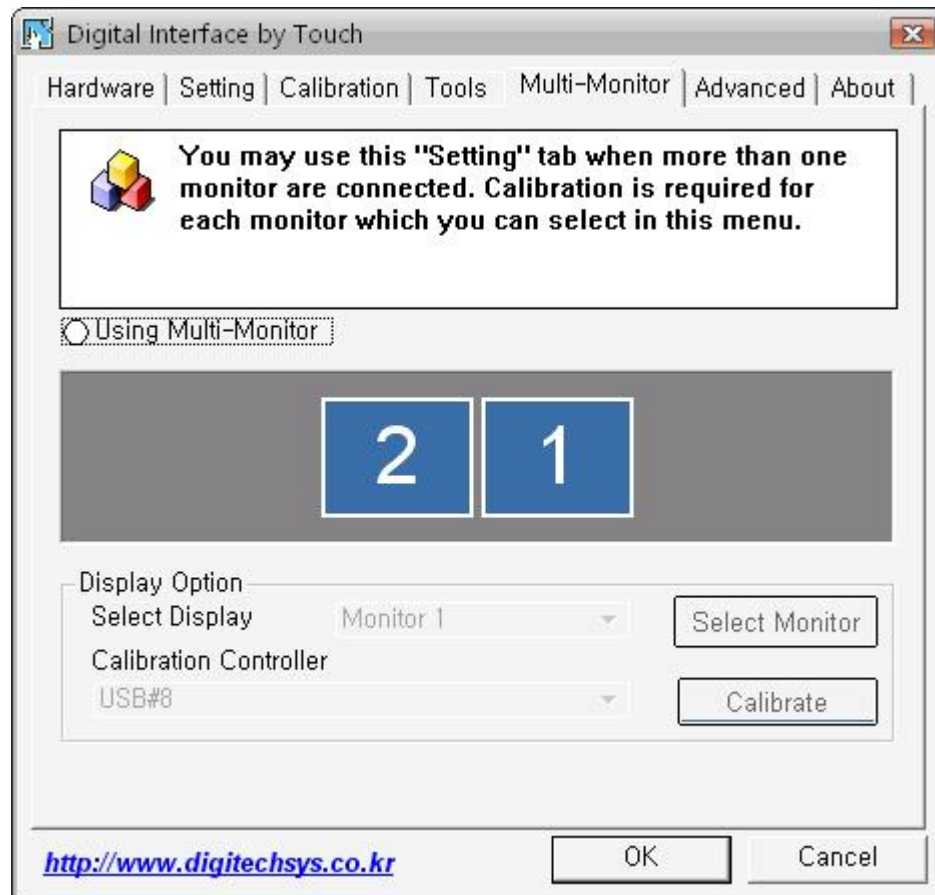 Digital Interface by Touch
Hardware Setting Calibration Tools Multi-Monitor Advanced About
You may use this "Setting" tab when more than one
monitor are connected. Calibration is required for
each monitor which you can select in this menu.
Using Multi-Monitor
2 1
Display Option
Select Display Monitor 1 Select Monitor
Calibration Controller
USB#8 Calibrate
http://www.digitechsys.co.kr OK Cancel